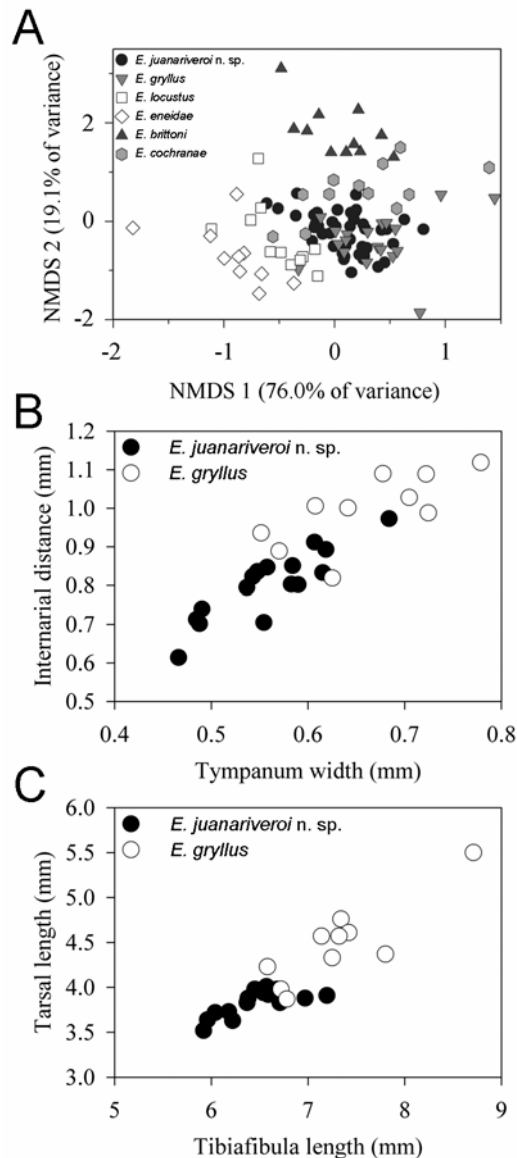 A
E. juanariveroi n. sp.
E. gryllus
E. locustus
E. eneidae
E. brittoni
E. cochranae
2
0
-2
NMDS 2 (19.1% of variance)
-2 -1 0 1
NMDS 1 (76.0% of variance)
B
E. juanariveroi n. sp.
E. gryllus
1.2
1.1
1.0
0.9
0.8
0.7
0.6
0.5
Internarial distance (mm)
0.4 0.5 0.6 0.7 0.8
Tympanum width (mm)
C
E. juanariveroi n. sp.
E. gryllus
6.0
5.5
5.0
4.5
4.0
3.5
3.0
Tarsal length (mm)
5 6 7 8 9
Tibiafibula length (mm)